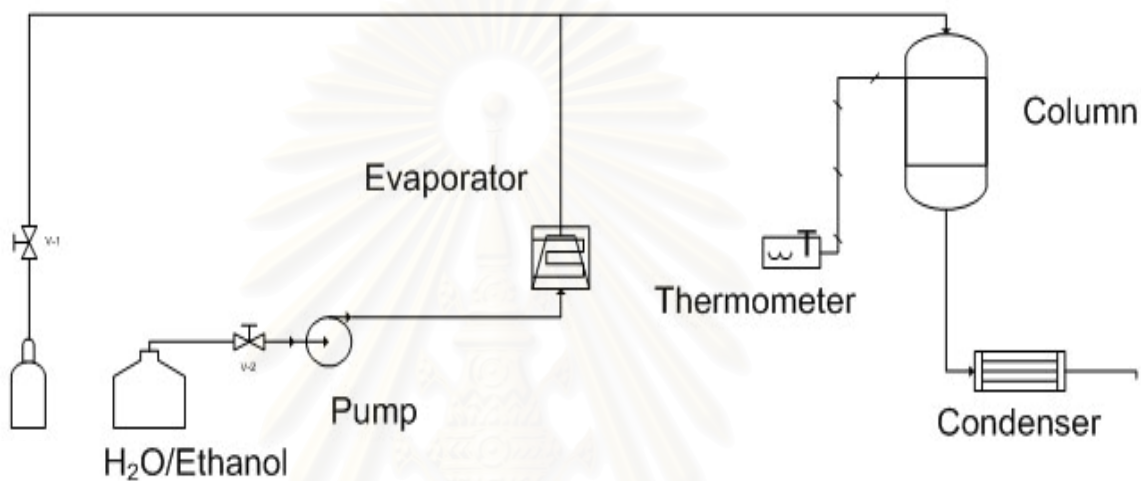 Column
Evaporator
V-1
Thermometer
V-2
Pump
Condenser
H₂O/Ethanol